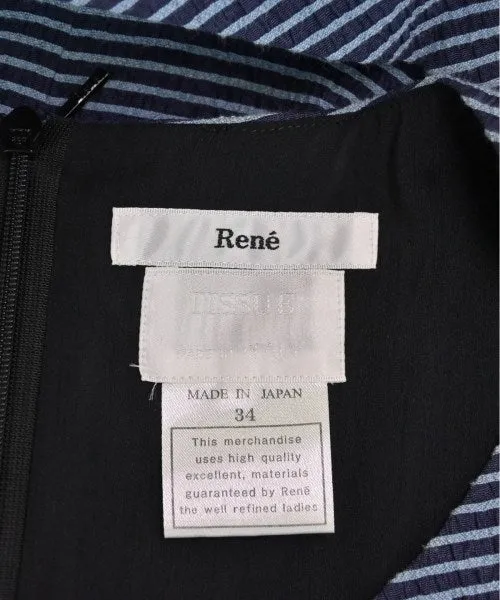 René
TISSUE
MADE IN JAPAN
34
This merchandise
uses high quality
excellent, materials
guaranteed by René
the well refined ladies